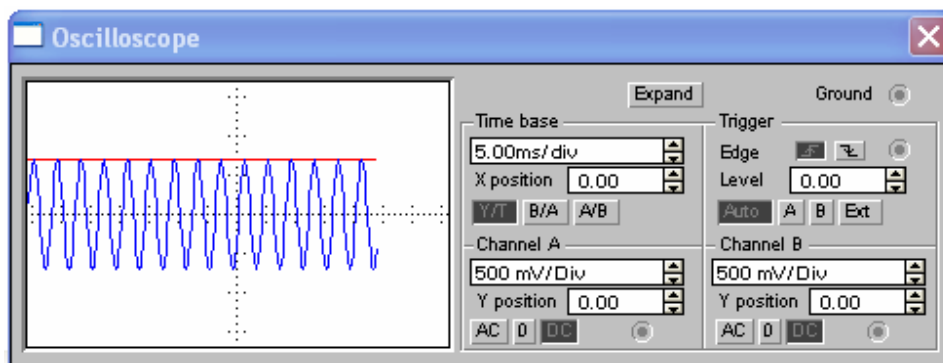 Oscilloscope
Expand
Ground
Time base
5.00ms/div
X position 0.00
Y/T B/A A/B
Trigger
Edge
Level 0.00
Auto A B Ext
Channel A
500 mV/Div
Y position 0.00
AC 0 DC
Channel B
500 mV/Div
Y position 0.00
AC 0 DC